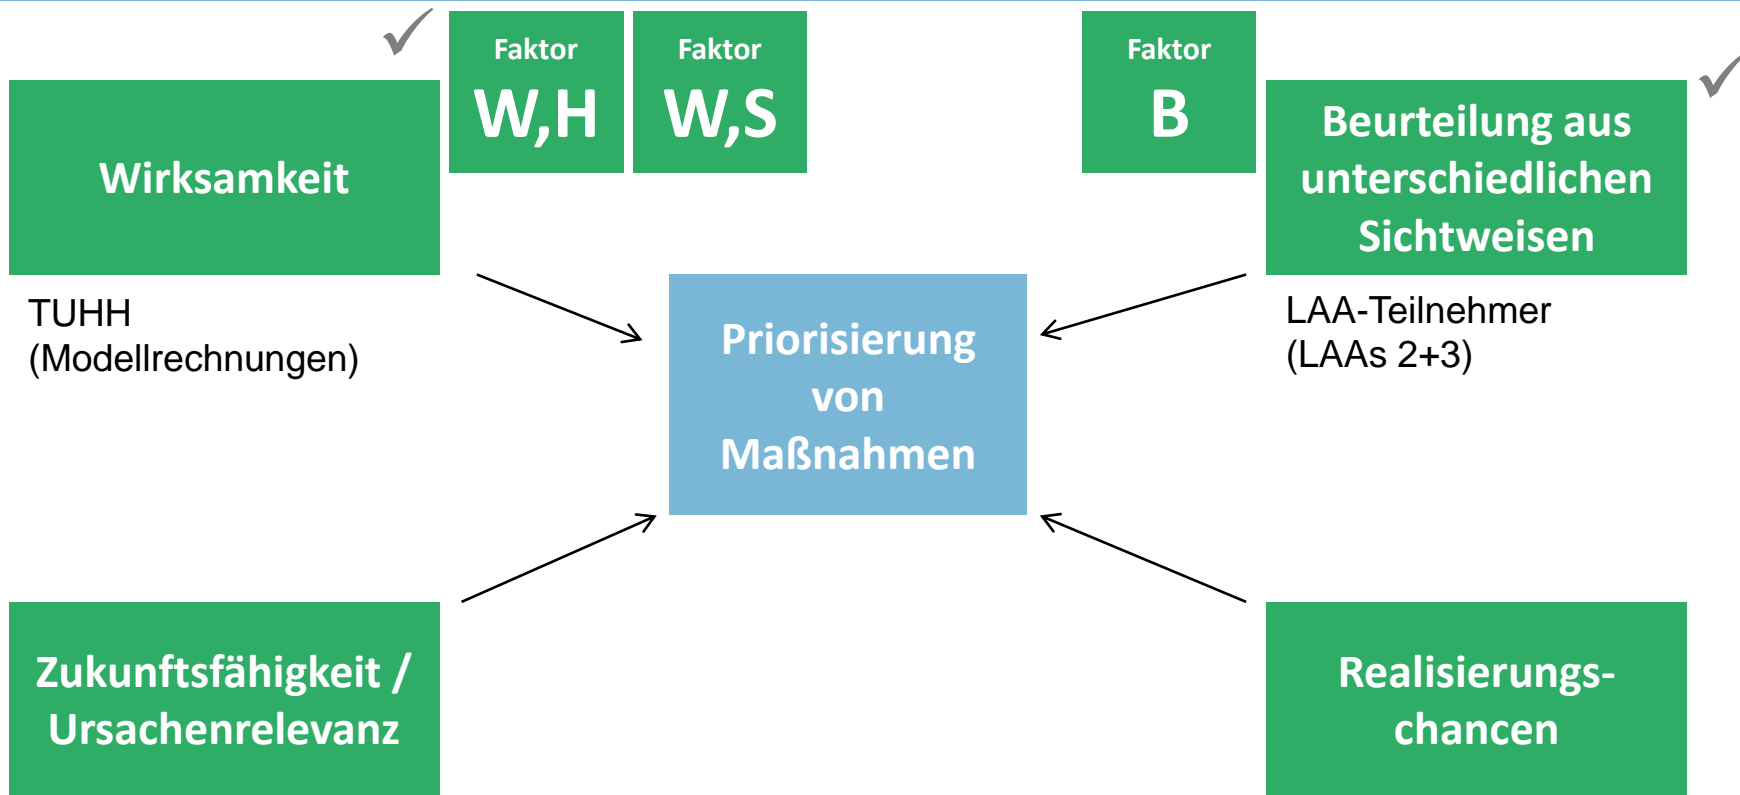 Faktor
W,H
Faktor
W,S
Faktor
B
Wirksamkeit
Beurteilung aus
unterschiedlichen
Sichtweisen
TUHH
(Modellrechnungen)
Priorisierung
von
Maßnahmen
LAA-Teilnehmer
(LAAs 2+3)
Zukunftsfähigkeit /
Ursachenrelevanz
Realisierungs-
chancen